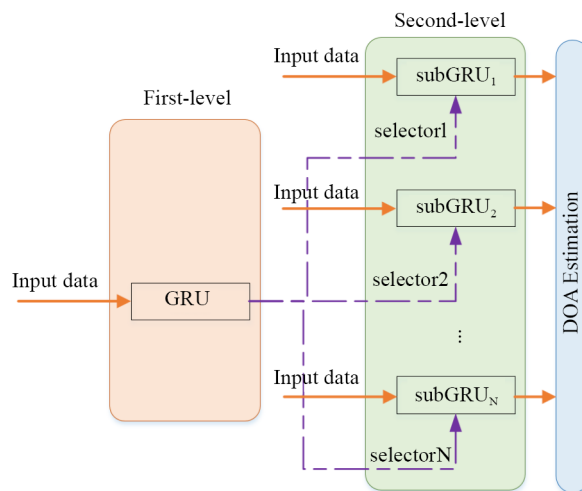 Second-level
Input data
subGRU₁
First-level
selector1
Input data
subGRU₂
Input data
GRU
selector2
DOA Estimation
...
Input data
subGRU_N
selectorN